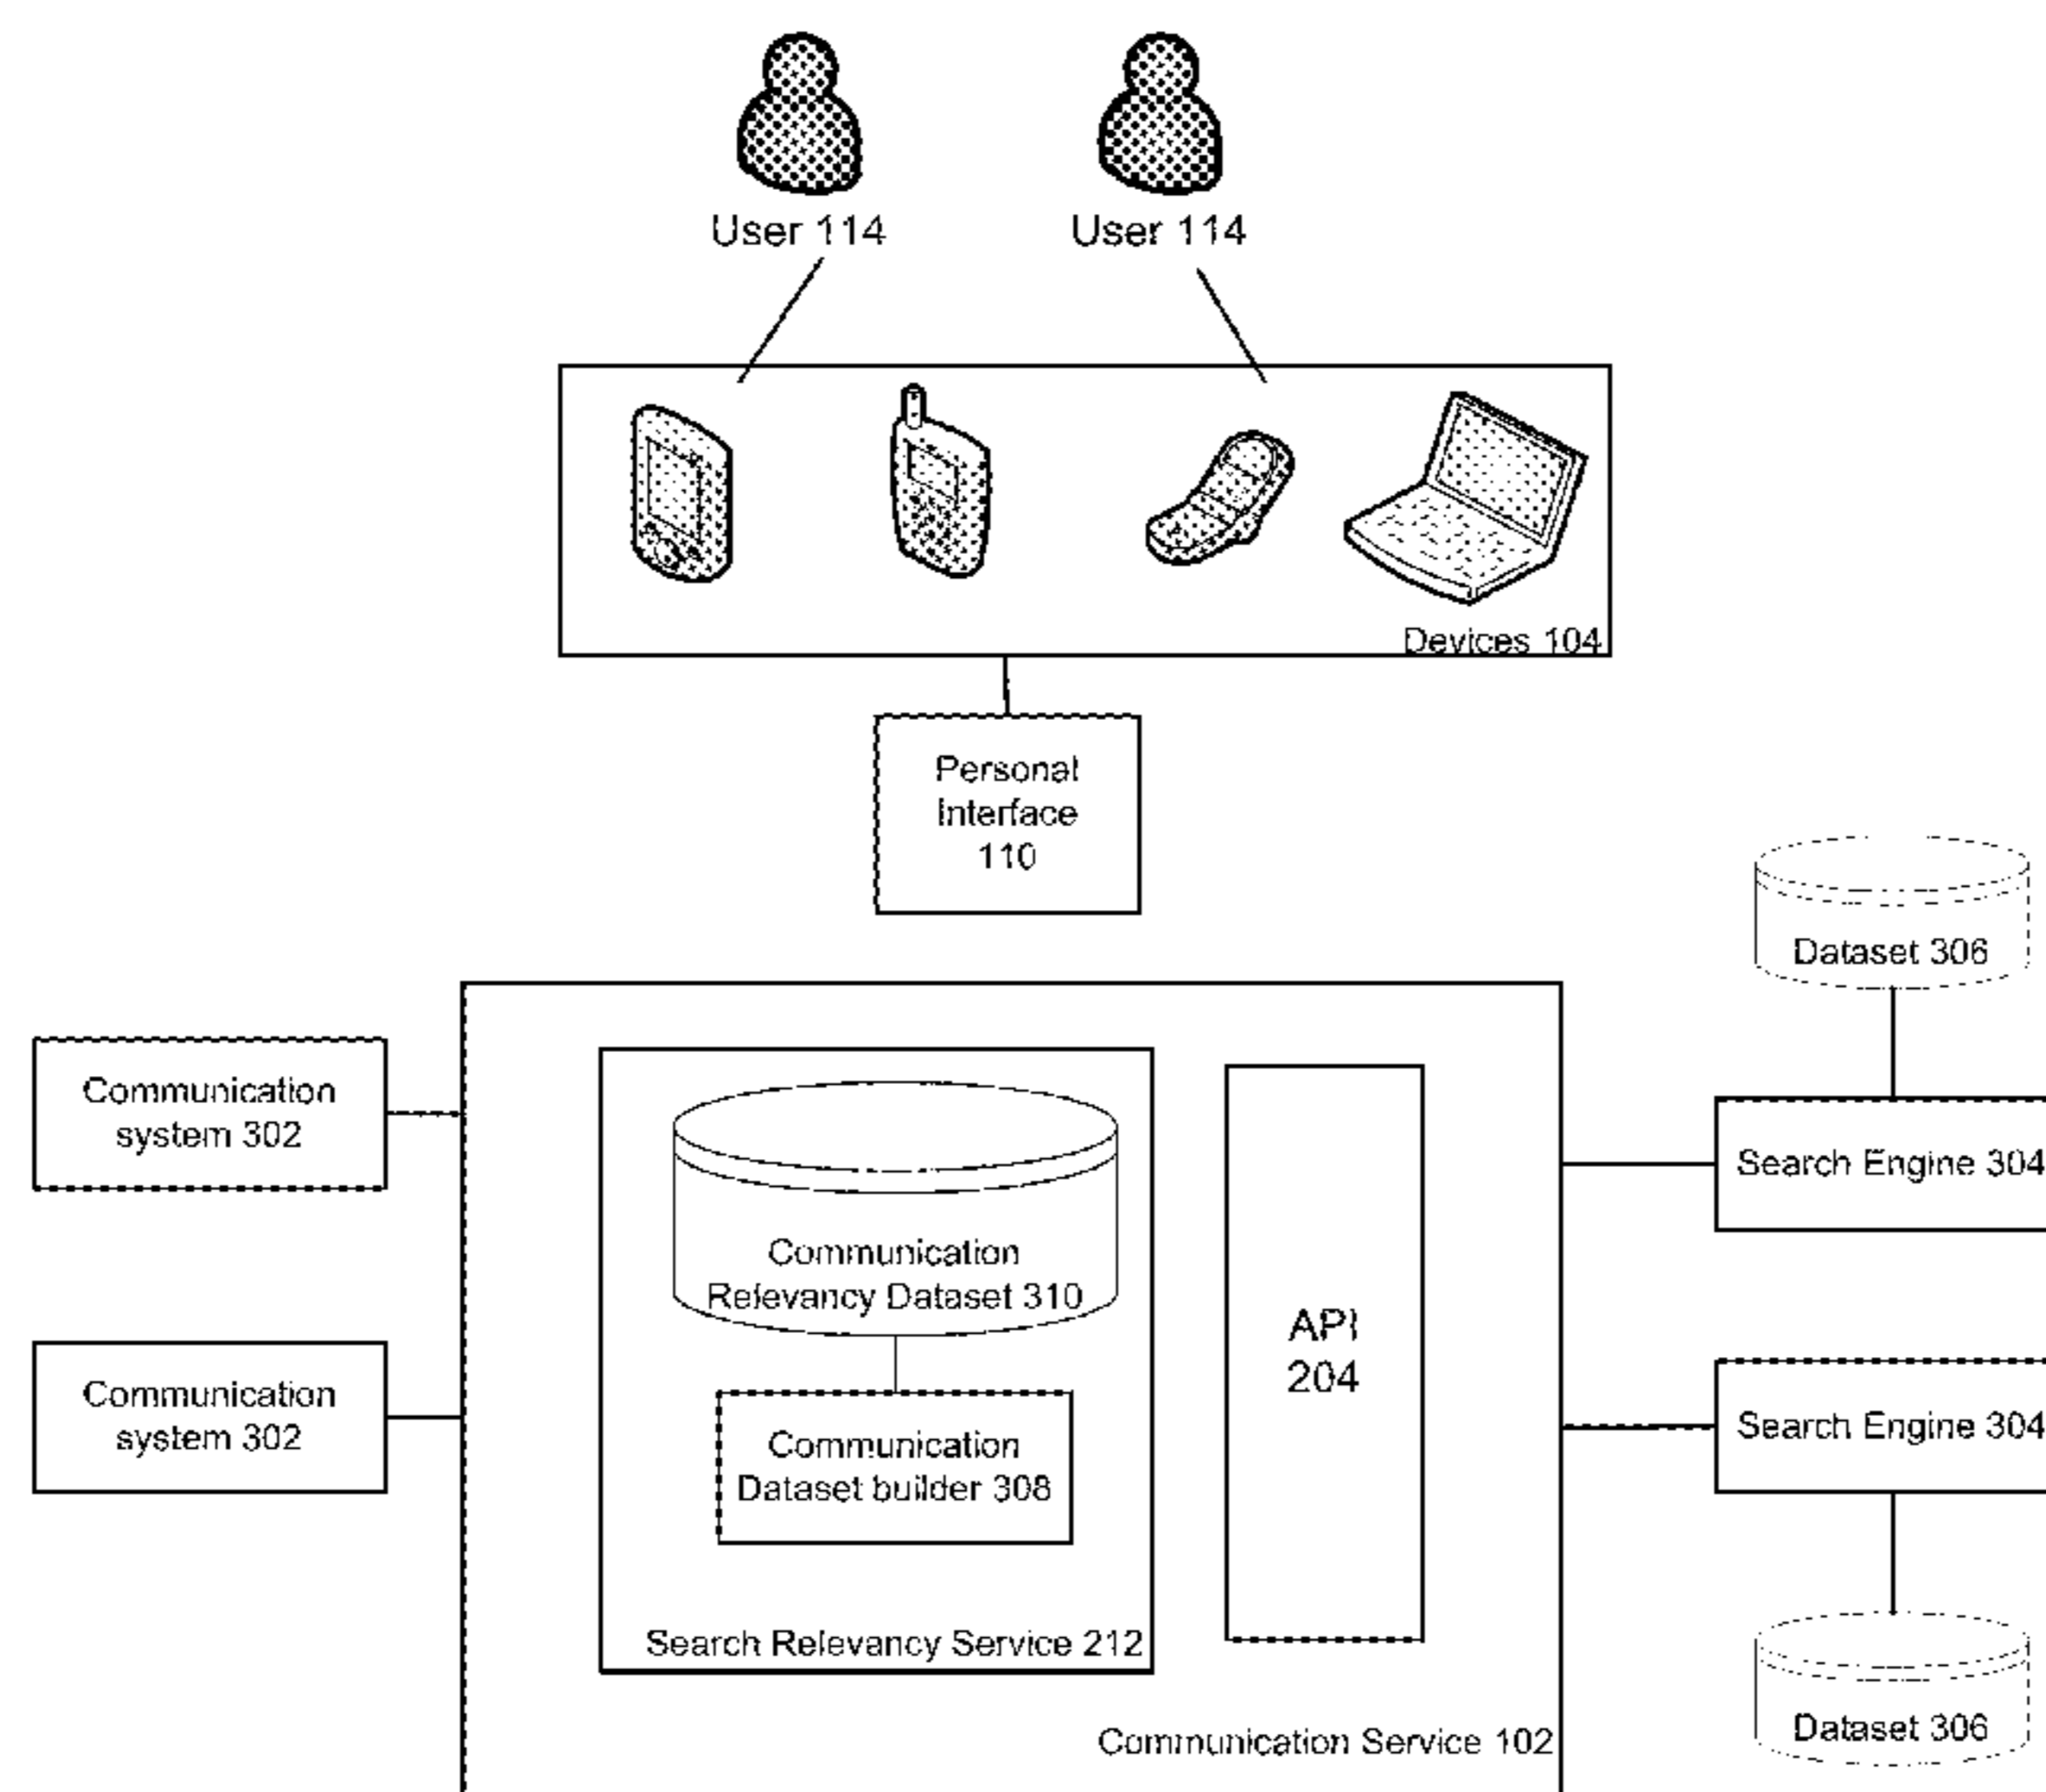 User 114
User 114
Devices 104
Personal
Interface
110
Dataset 306
Communication
system 302
Search Engine 304
Communication
Relevancy Dataset 310
API
204
Communication
system 302
Search Engine 304
Communication
Dataset builder 308
Search Relevancy Service 212
Dataset 306
Communication Service 102